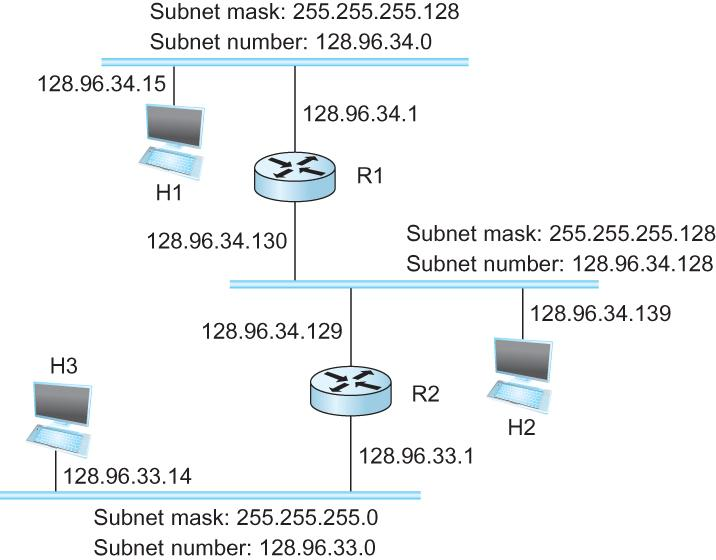 Subnet mask: 255.255.255.128
Subnet number: 128.96.34.0
128.96.34.15
128.96.34.1
H1
R1
128.96.34.130
Subnet mask: 255.255.255.128
Subnet number: 128.96.34.128
128.96.34.129
128.96.34.139
H3
R2
H2
128.96.33.14
128.96.33.1
Subnet mask: 255.255.255.0
Subnet number: 128.96.33.0